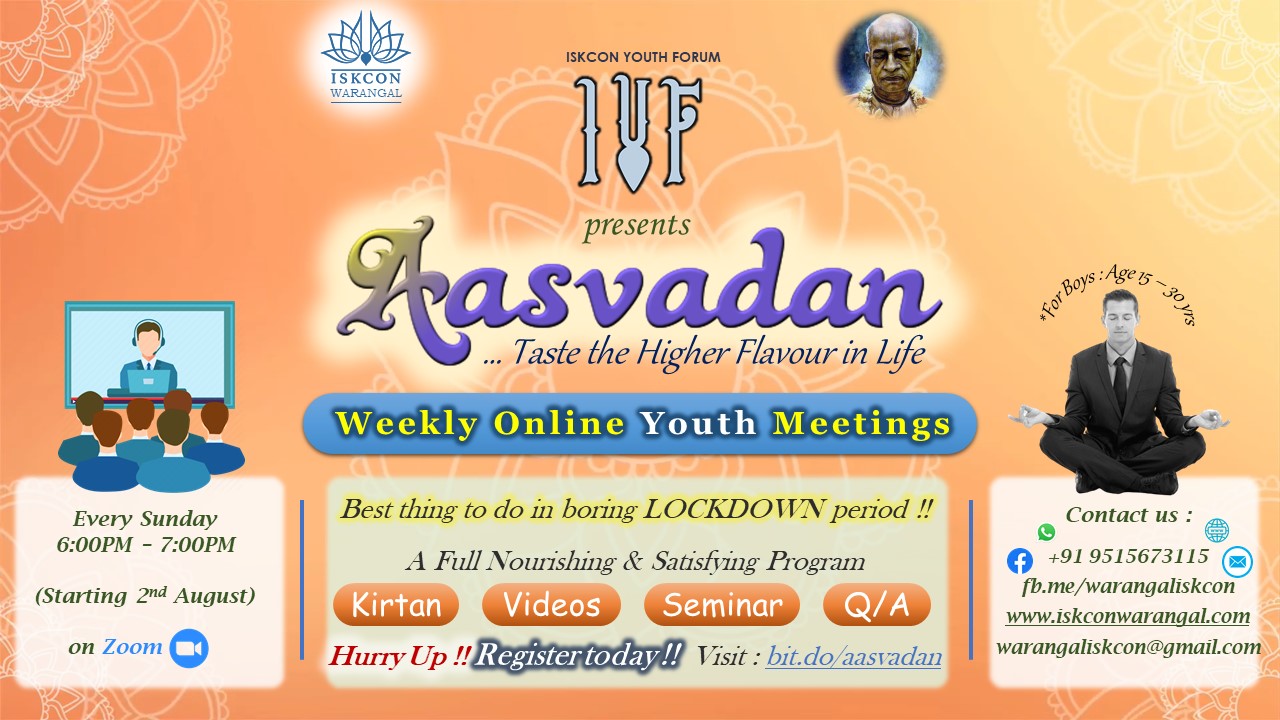 ISKCON
WARANGAL
ISKCON YOUTH FORUM
IYF
presents
Aasvadan
... Taste the Higher Flavour in Life
*For Boys : Age 15 – 30 yrs
Weekly Online Youth Meetings
Every Sunday
6:00PM - 7:00PM
(Starting 2nd August)
on Zoom
Best thing to do in boring LOCKDOWN period !!
A Full Nourishing & Satisfying Program
Kirtan Videos Seminar Q/A
Hurry Up !! Register today !! Visit : bit.do/aasvadan
Contact us :
+91 9515673115
fb.me/warangaliskcon
www.iskconwarangal.com
warangaliskcon@gmail.com